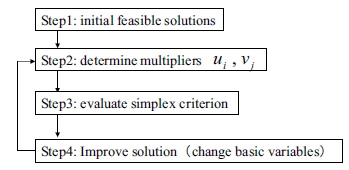 Step1: initial feasible solutions
Step2: determine multipliers u_i , v_j
Step3: evaluate simplex criterion
Step4: Improve solution（change basic variables）